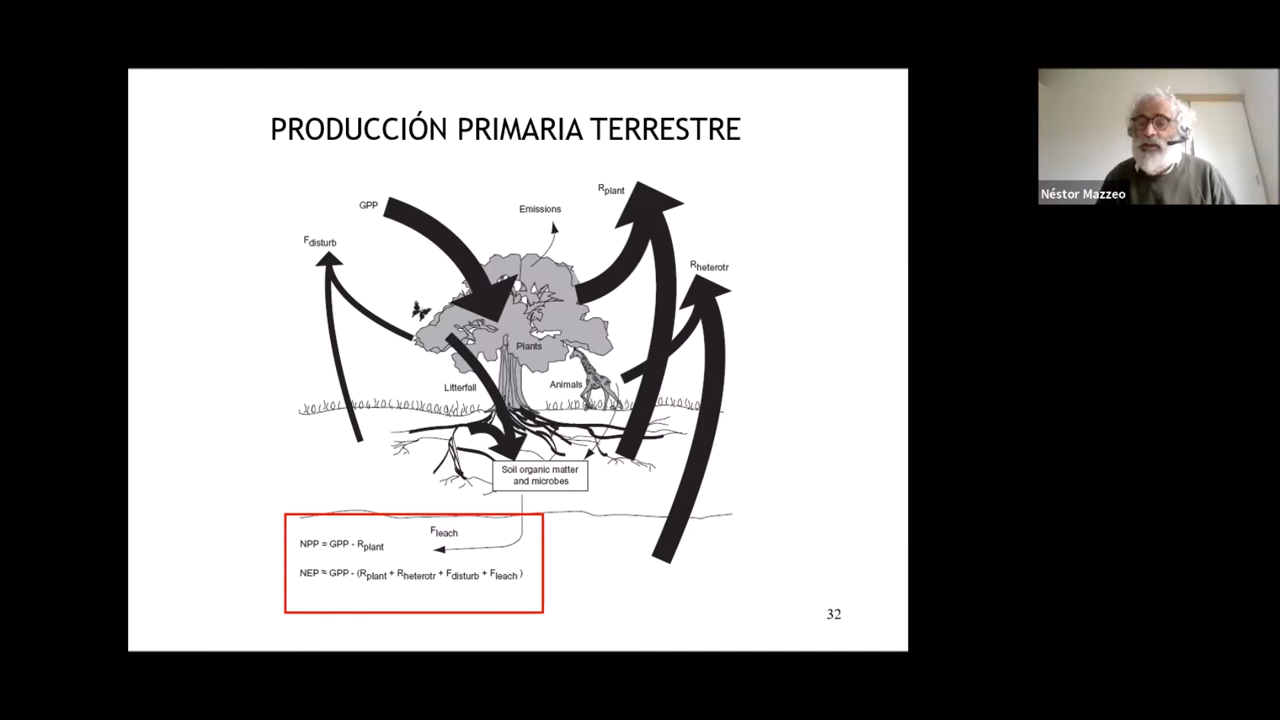 PRODUCCIÓN PRIMARIA TERRESTRE
GPP
Emissions
Rplant
Fdisturb
Rheterotr
Plants
Litterfall
Animals
Soil organic matter
and microbes
Fleach
NPP = GPP - Rplant
NEP ≈ GPP - (Rplant + Rheterotr + Fdisturb + Fleach )
32
Néstor Mazzeo